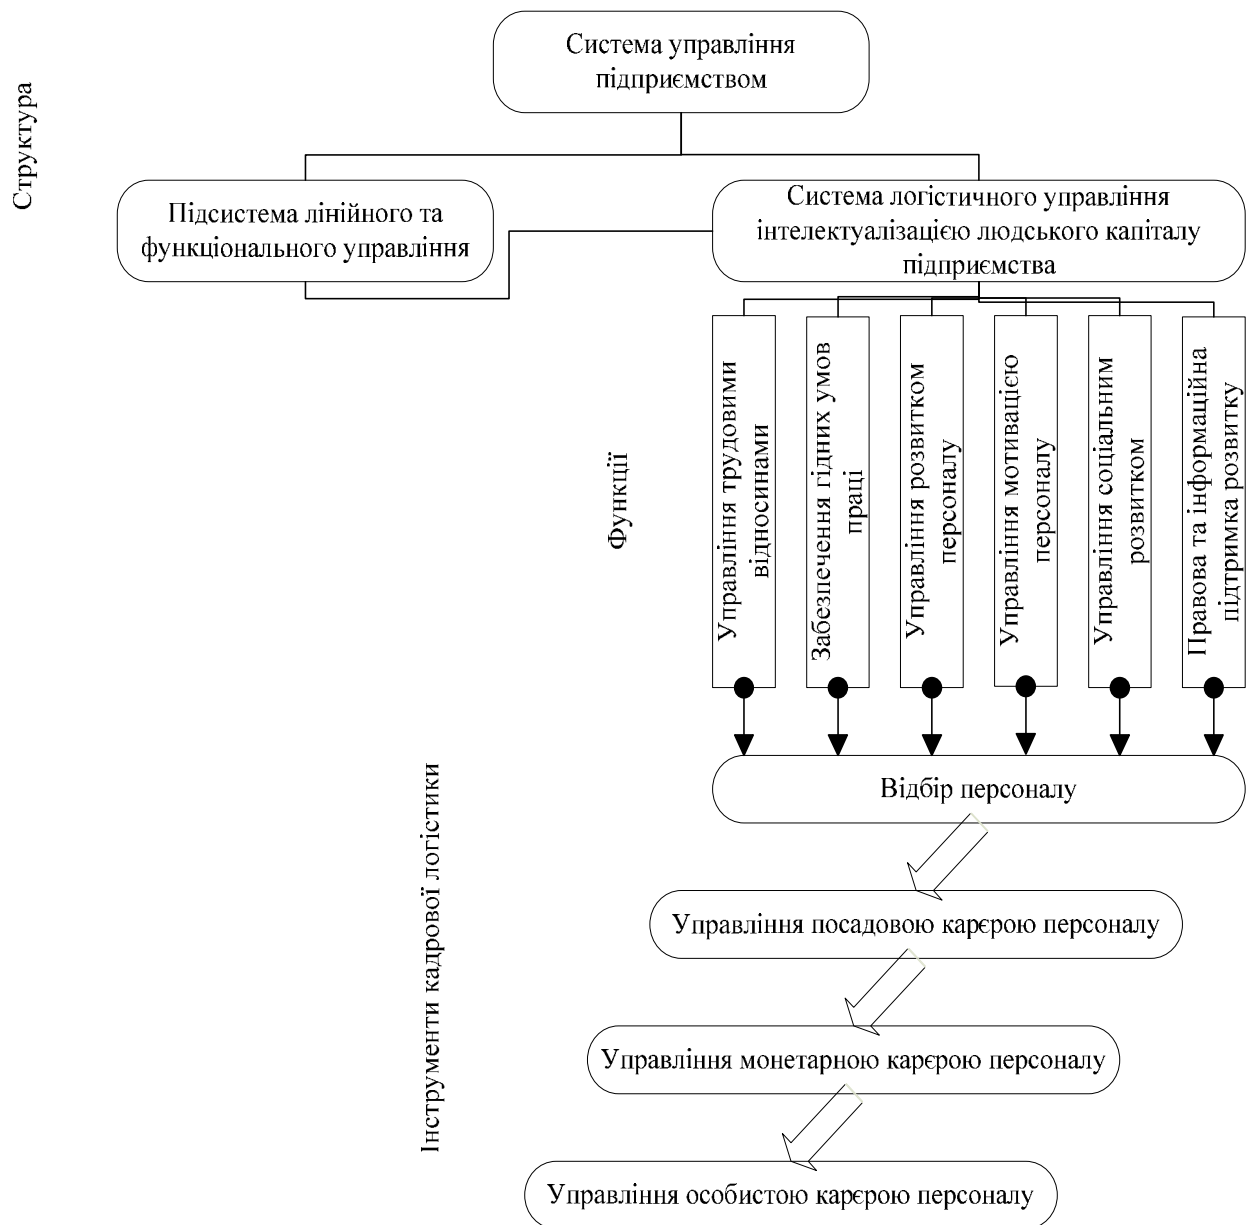 Система управління
підприємством
Структура
Підсистема лінійного та
функціонального управління
Система логістичного управління
інтелектуалізацією людського капіталу
підприємства
Функції
Управління трудовими
відносинами
Забезпечення гідних умов
праці
Управління розвитком
персоналу
Управління мотивацією
персоналу
Управління соціальним
розвитком
Правова та інформаційна
підтримка розвитку
Інструменти кадрової логістики
Відбір персоналу
Управління посадовою карєрою персоналу
Управління монетарною карєрою персоналу
Управління особистою карєрою персоналу